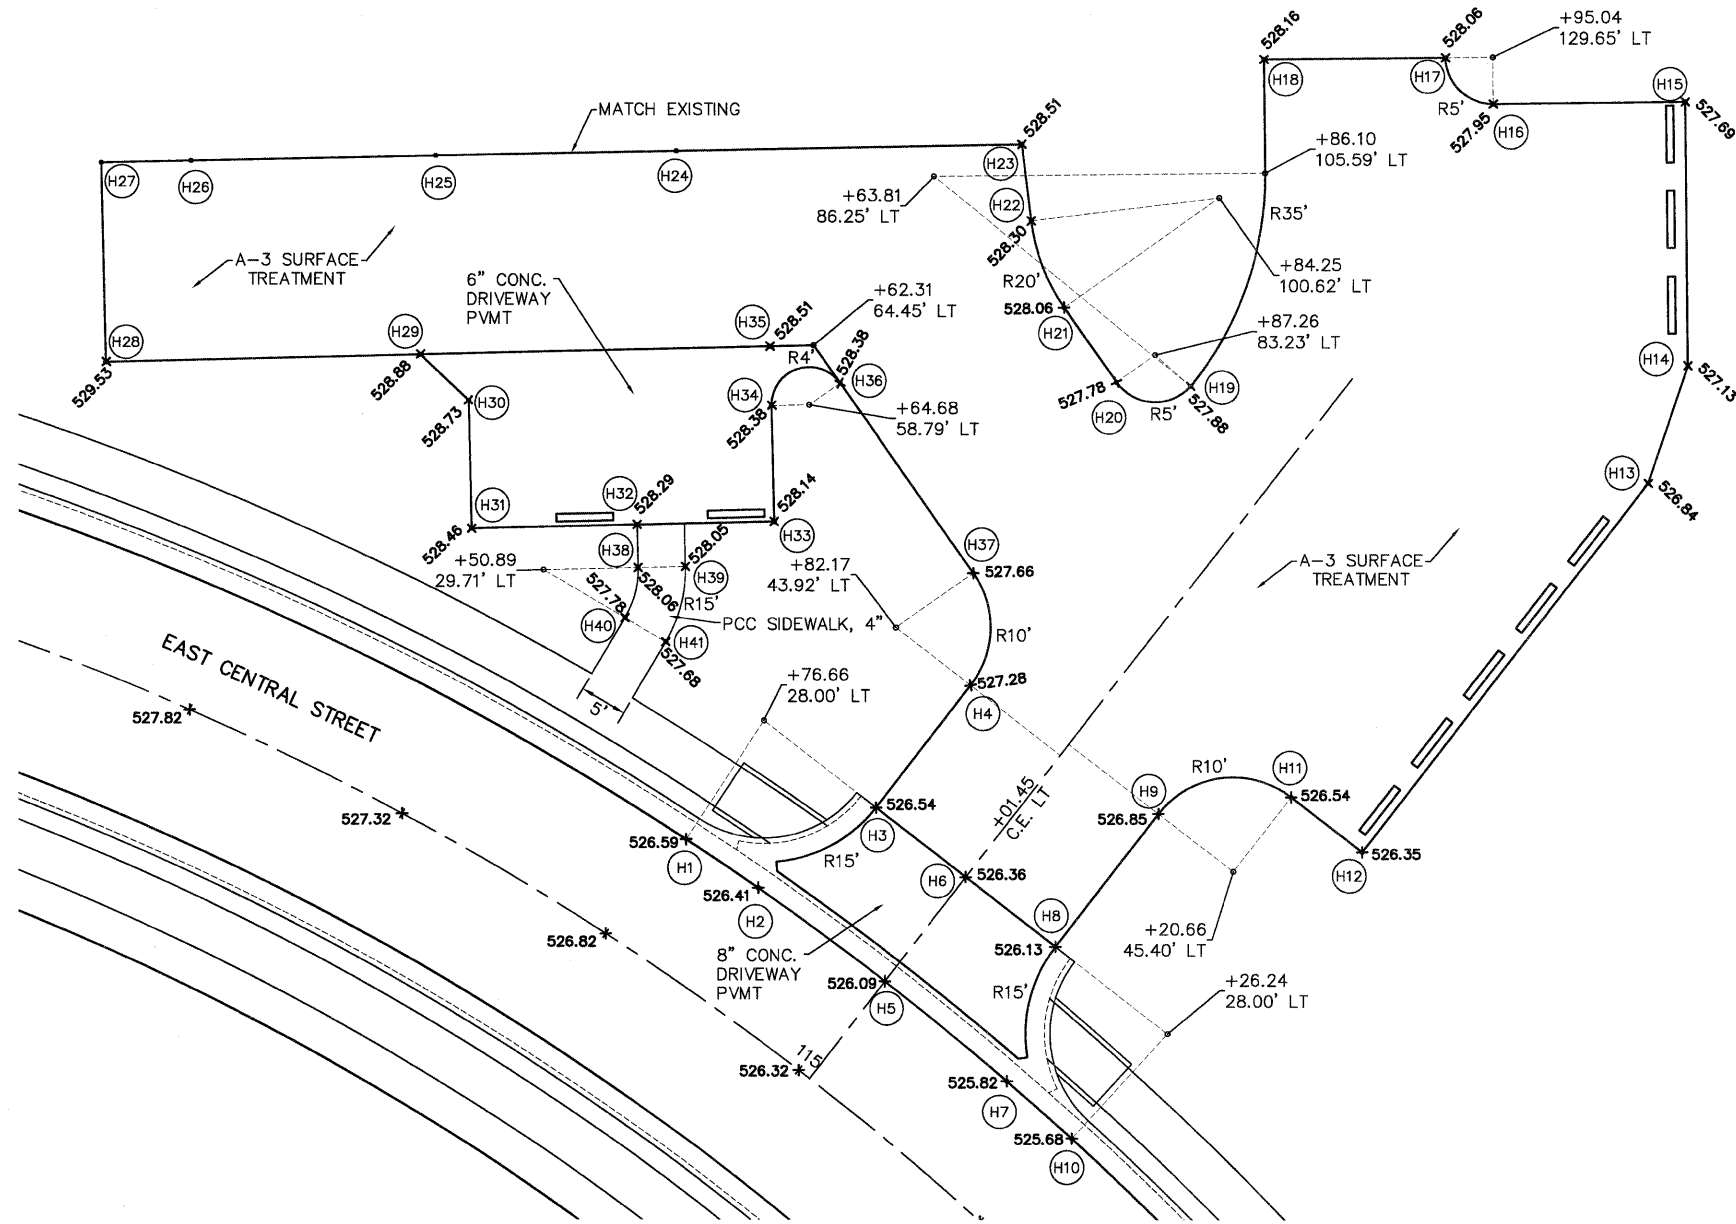 528.16
528.06
+95.04
129.65' LT
H18
H17
R5'
527.95
H16
H15
527.69
MATCH EXISTING
528.51
H23
+86.10
105.59' LT
H27
H26
H25
H24
+63.81
86.25' LT
H22
528.30
R35'
A-3 SURFACE
TREATMENT
6" CONC.
DRIVEWAY
PVMT
R20'
+84.25
100.62' LT
+62.31
64.45' LT
528.06
H21
+87.26
83.23' LT
H28
529.53
H29
528.88
H35
528.51
R4'
528.38
H36
H14
527.13
H30
528.73
H34
528.38
+64.68
58.79' LT
527.78
H20
R5'
H19
527.88
H31
528.46
H32
528.29
528.14
H33
H13
526.84
+50.89
29.71' LT
H38
528.05
H39
528.06
527.78
H40
R15'
H41
527.68
PCC SIDEWALK, 4"
5'
+82.17
43.92' LT
H37
527.66
R10'
A-3 SURFACE
TREATMENT
EAST CENTRAL STREET
527.82
+76.66
28.00' LT
527.28
H4
527.32
526.59
H1
526.54
H3
R15'
+01.45
C.E. LT
H9
526.85
R10'
H11
526.54
526.35
H12
526.41
H2
H6
526.36
526.82
8" CONC.
DRIVEWAY
PVMT
526.09
H5
H8
526.13
R15'
+20.66
45.40' LT
+26.24
28.00' LT
526.32
115
525.82
H7
525.68
H10